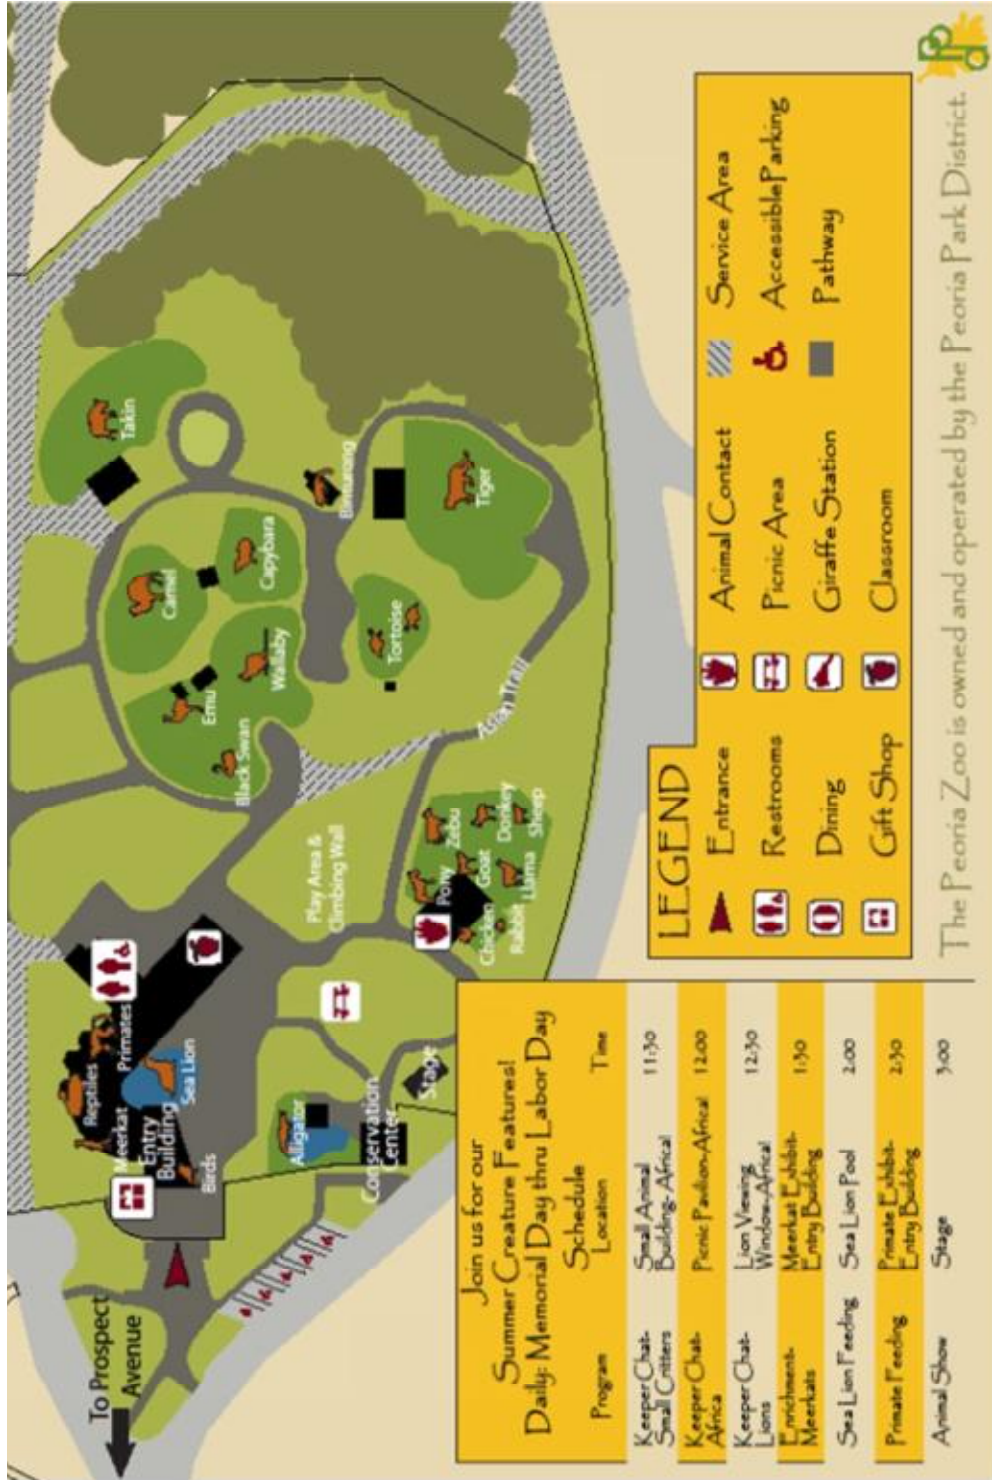 To Prospect
Avenue
Reptiles
Primates
Meerkat
Sea Lion
Entry
Building
Birds
Alligator
Conservation
Center
Stage
Play Area &
Climbing Wall
Takin
Camel
Capybara
Emu
Wallaby
Black Swan
Binturong
Tortoise
Tiger
Asian Trail
Zebu
Pony
Goat
Donkey
Sheep
Llama
Chicken
Rabbit
Join us for our
Summer Creature Features!
Daily: Memorial Day thru Labor Day
Schedule
Program Location Time
Keeper Chat- Small Animal 11:30
Small Critters Building-Africa!
Keeper Chat- Picnic Pavilion-Africa! 12:00
Africa
Keeper Chat- Lion Viewing 12:30
Lions Window-Africa!
Enrichment- Meerkat Exhibit- 1:30
Meerkats Entry Building
Sea Lion Feeding Sea Lion Pool 2:00
Primate Feeding Primate Exhibit- 2:30
Entry Building
Animal Show Stage 3:00
LEGEND
Entrance Animal Contact Service Area
Restrooms Picnic Area Accessible Parking
Dining Giraffe Station Pathway
Gift Shop Classroom
The Peoria Zoo is owned and operated by the Peoria Park District.
ppd